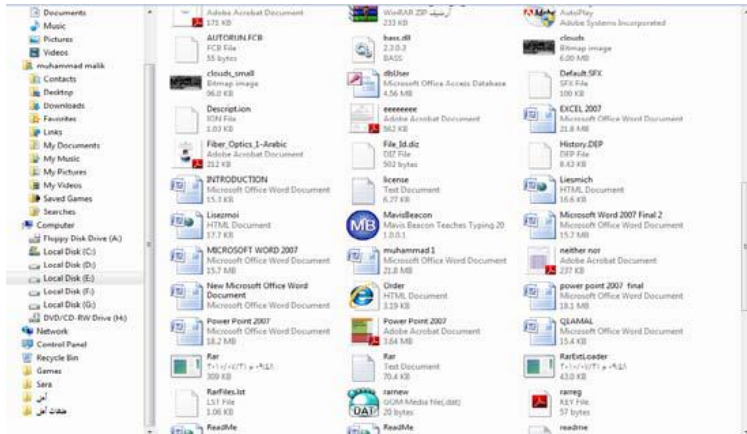 Documents
Music
Pictures
Videos
muhammad malik
Contacts
Desktop
Downloads
Favorites
Links
My Documents
My Music
My Pictures
My Videos
Saved Games
Searches
Computer
Floppy Disk Drive (A:)
Local Disk (C:)
Local Disk (D:)
Local Disk (E:)
Local Disk (F:)
Local Disk (G:)
DVD/CD-RW Drive (H:)
Network
Control Panel
Recycle Bin
Games
Sara
Adobe Acrobat Document
171 KB
WinRAR ZIP أرشيف
233 KB
AutoPlay
Adobe Systems Incorporated
AUTORUN.FCB
FCB File
55 bytes
bass.dll
2.3.0.3
BASS
clouds
Bitmap image
6.00 MB
clouds_small
Bitmap image
96.0 KB
dlsUser
Microsoft Office Access Database
4.56 MB
Default.SFX
SFX File
100 KB
Descript.ion
ION File
1.03 KB
eeeeeeee
Adobe Acrobat Document
562 KB
EXCEL 2007
Microsoft Office Word Document
21.8 MB
Fiber_Optics_1-Arabic
Adobe Acrobat Document
212 KB
File_Id.diz
DIZ File
502 bytes
History.DEP
DEP File
8.43 KB
INTRODUCTION
Microsoft Office Word Document
15.3 KB
license
Text Document
6.77 KB
Liesmich
HTML Document
16.6 KB
Lisezmoi
HTML Document
17.7 KB
MavisBeacon
Mavis Beacon Teaches Typing 20
1.0.0.1
Microsoft Word 2007 Final 2
Microsoft Office Word Document
15.7 MB
MICROSOFT WORD 2007
Microsoft Office Word Document
15.7 MB
muhammad 1
Microsoft Office Word Document
21.8 MB
neither nor
Adobe Acrobat Document
237 KB
New Microsoft Office Word
Document
Microsoft Office Word Document
Order
HTML Document
3.19 KB
power point 2007 final
Microsoft Office Word Document
18.1 MB
Power Point 2007
Microsoft Office Word Document
18.2 MB
Power Point 2007
Adobe Acrobat Document
3.64 MB
QLAMAL
Microsoft Office Word Document
15.4 KB
Rar
309 KB
Rar
Text Document
70.4 KB
RarExtLoader
43.0 KB
RarFiles.lst
LST File
1.06 KB
rarnew
GOM Media file(.dat)
20 bytes
rarreg
KEY File
57 bytes
ReadMe
ReadMe
readme